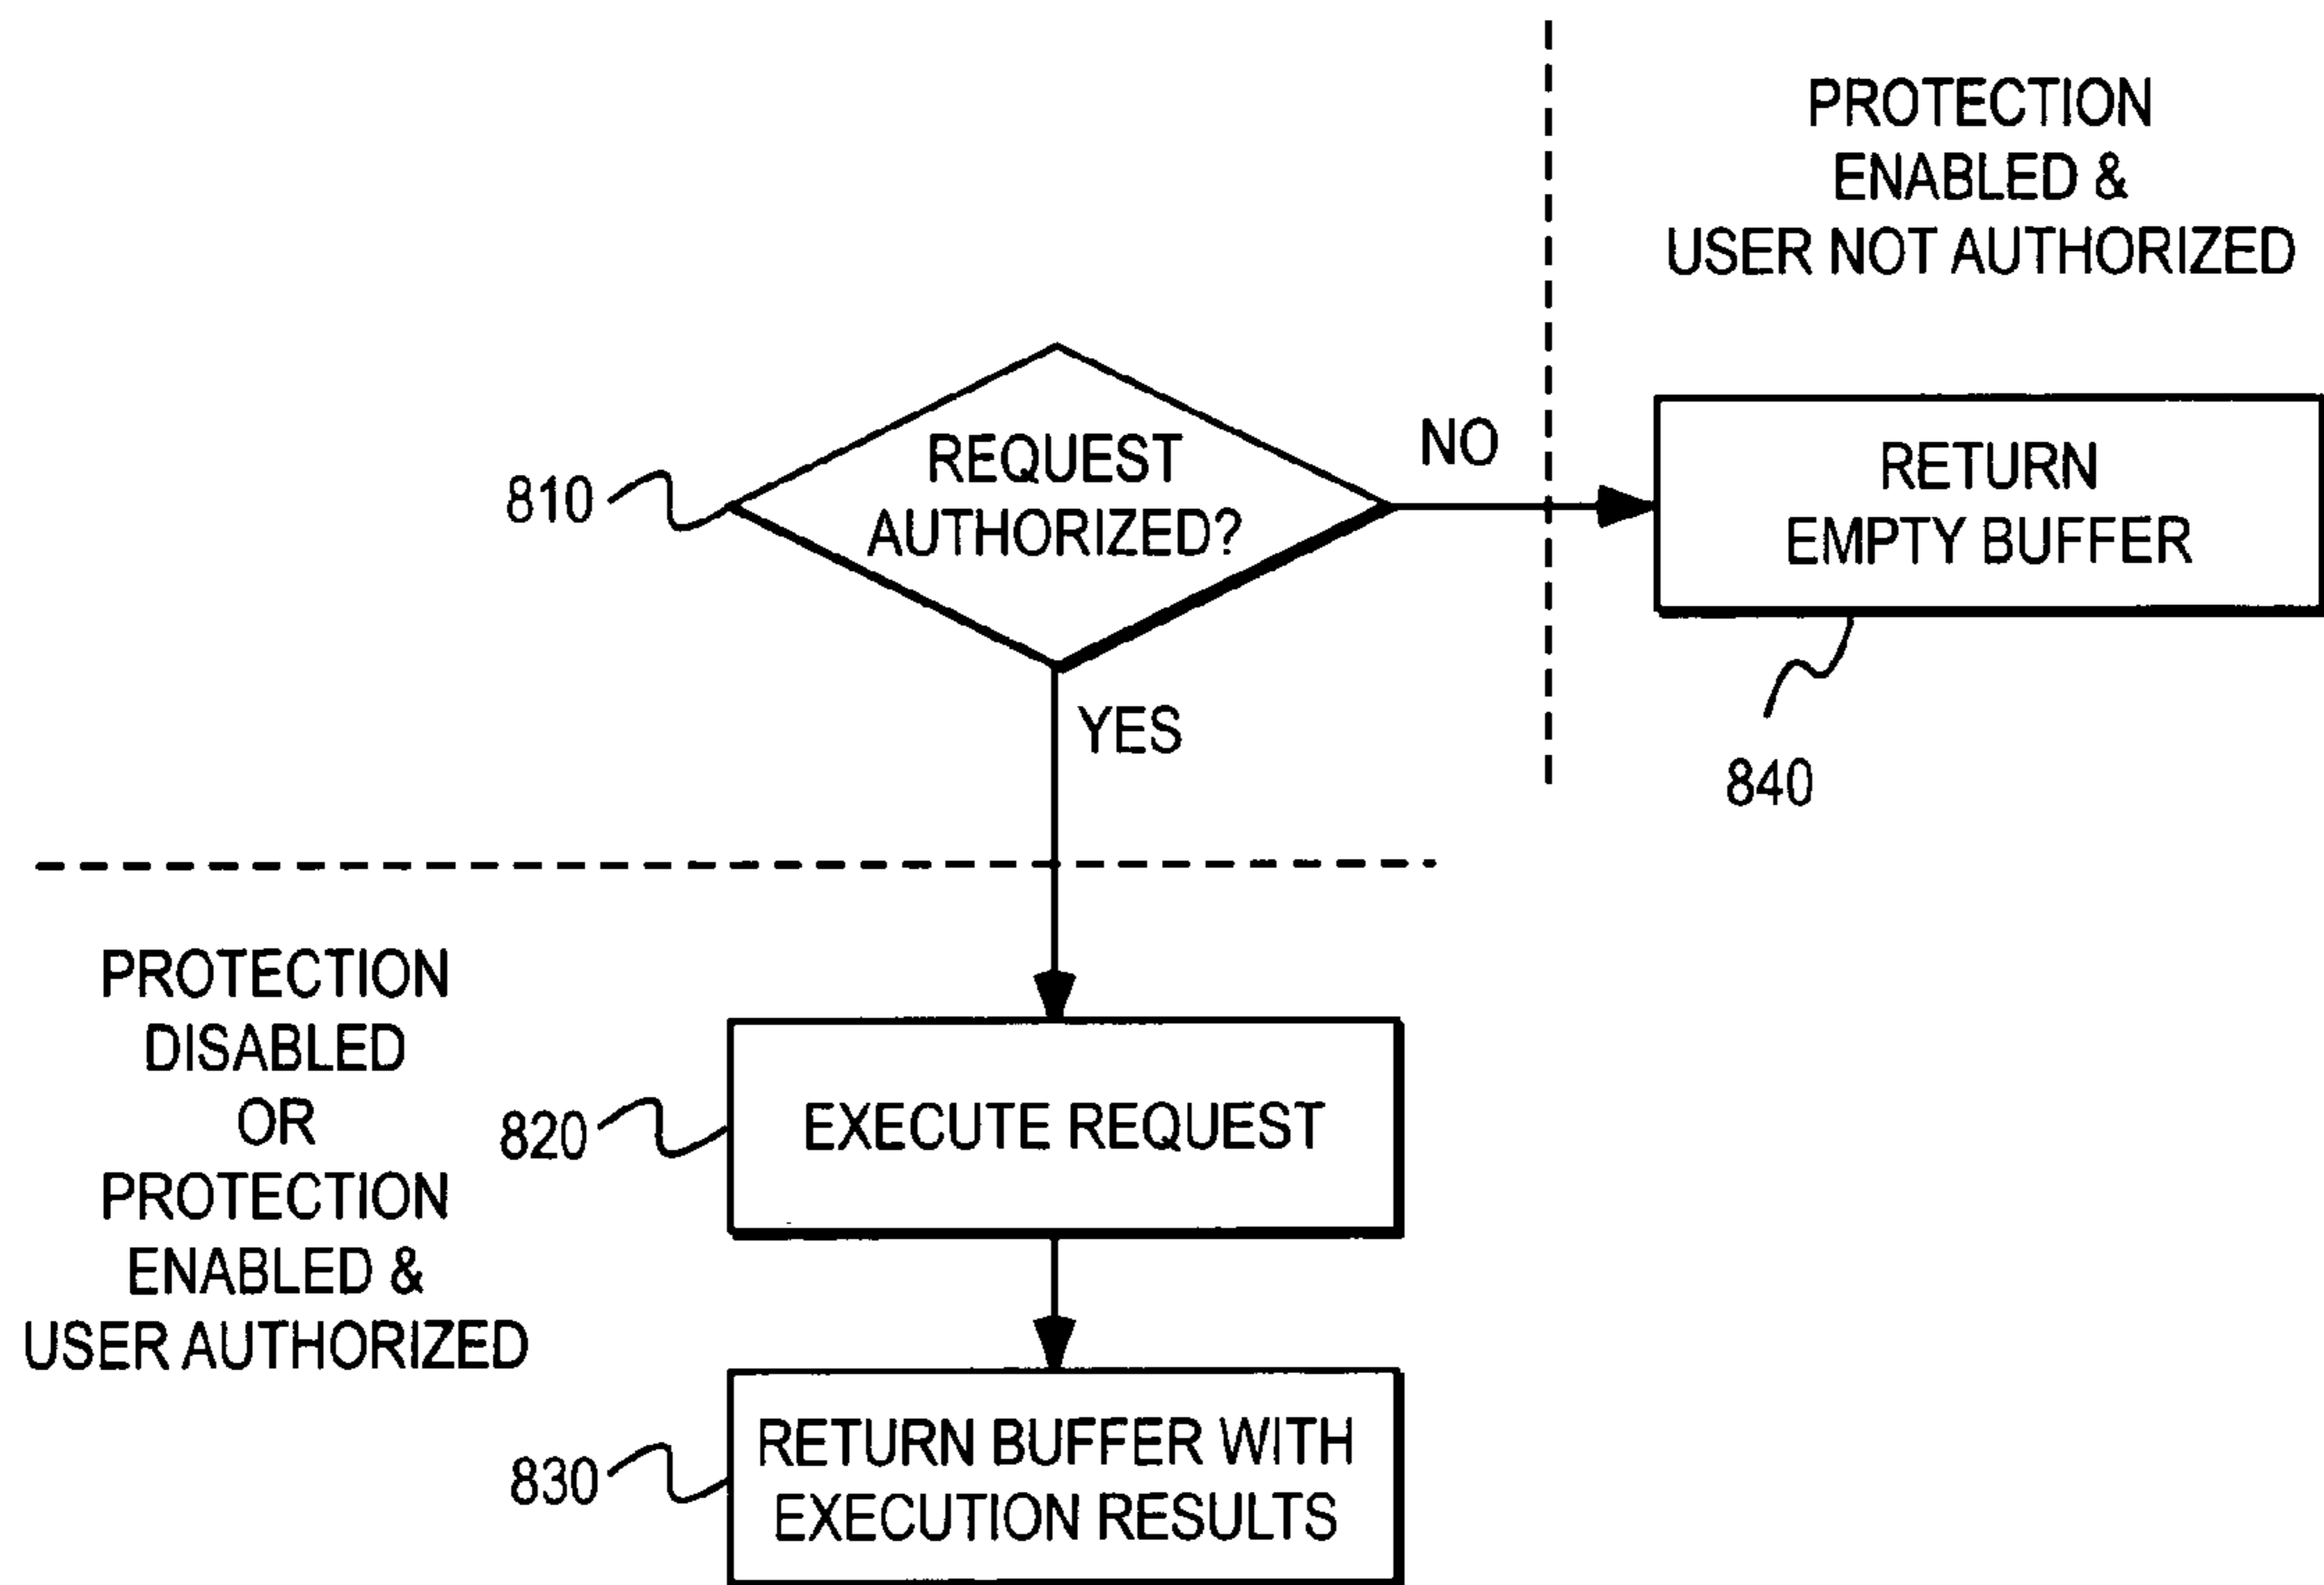 PROTECTION
ENABLED &
USER NOT AUTHORIZED
REQUEST
AUTHORIZED?
810
NO
RETURN
EMPTY BUFFER
840
YES
PROTECTION
DISABLED
OR
PROTECTION
ENABLED &
USER AUTHORIZED
820
EXECUTE REQUEST
830
RETURN BUFFER WITH
EXECUTION RESULTS